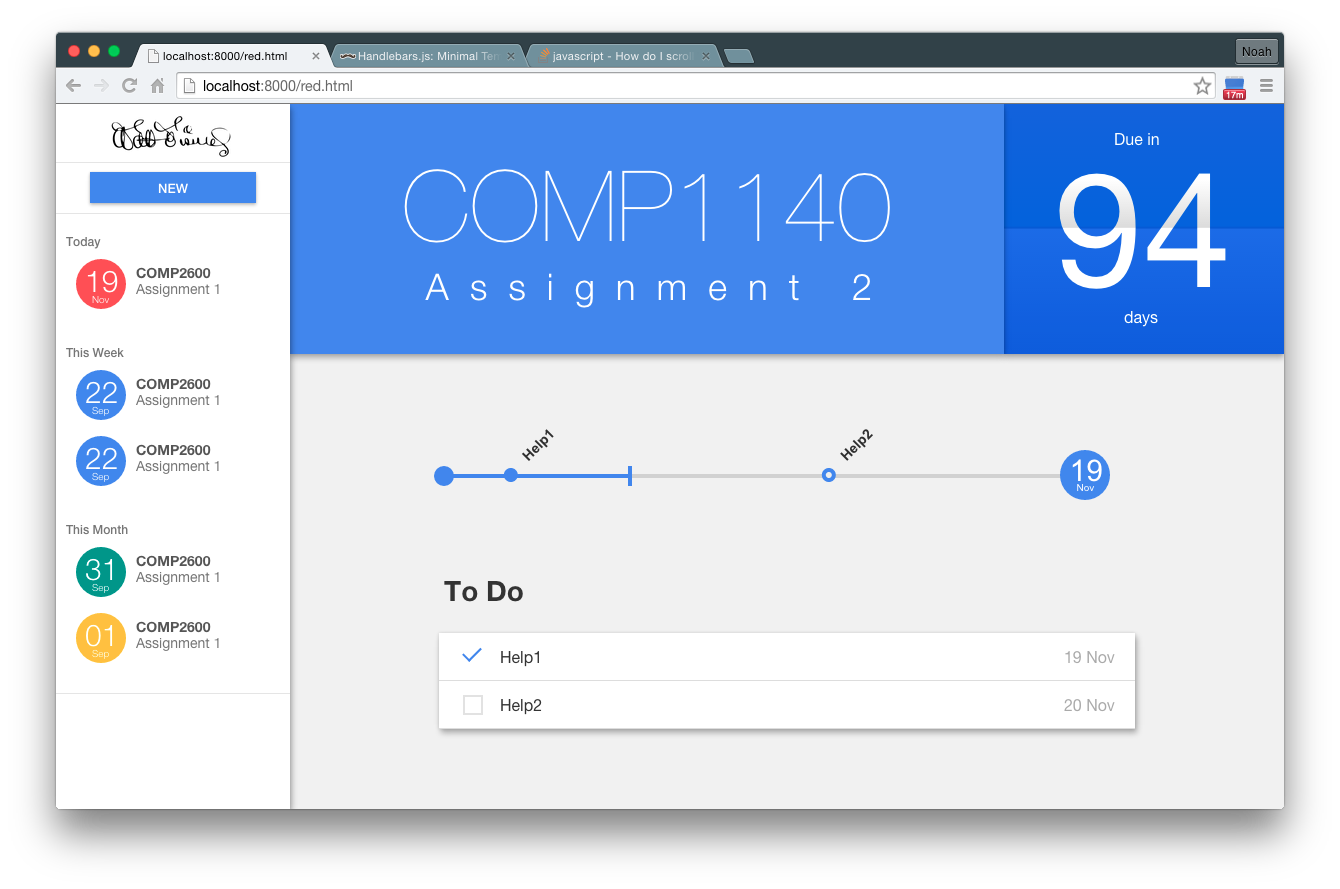 localhost:8000/red.html
Handlebars.js: Minimal Tem
javascript - How do I scroll
Noah
localhost:8000/red.html
17m
NEW
Today
19
Nov
COMP2600
Assignment 1
This Week
22
Sep
COMP2600
Assignment 1
22
Sep
COMP2600
Assignment 1
This Month
31
Sep
COMP2600
Assignment 1
01
Sep
COMP2600
Assignment 1
COMP1140
Assignment 2
Due in
94
days
Help1
Help2
19
Nov
To Do
Help1 19 Nov
Help2 20 Nov